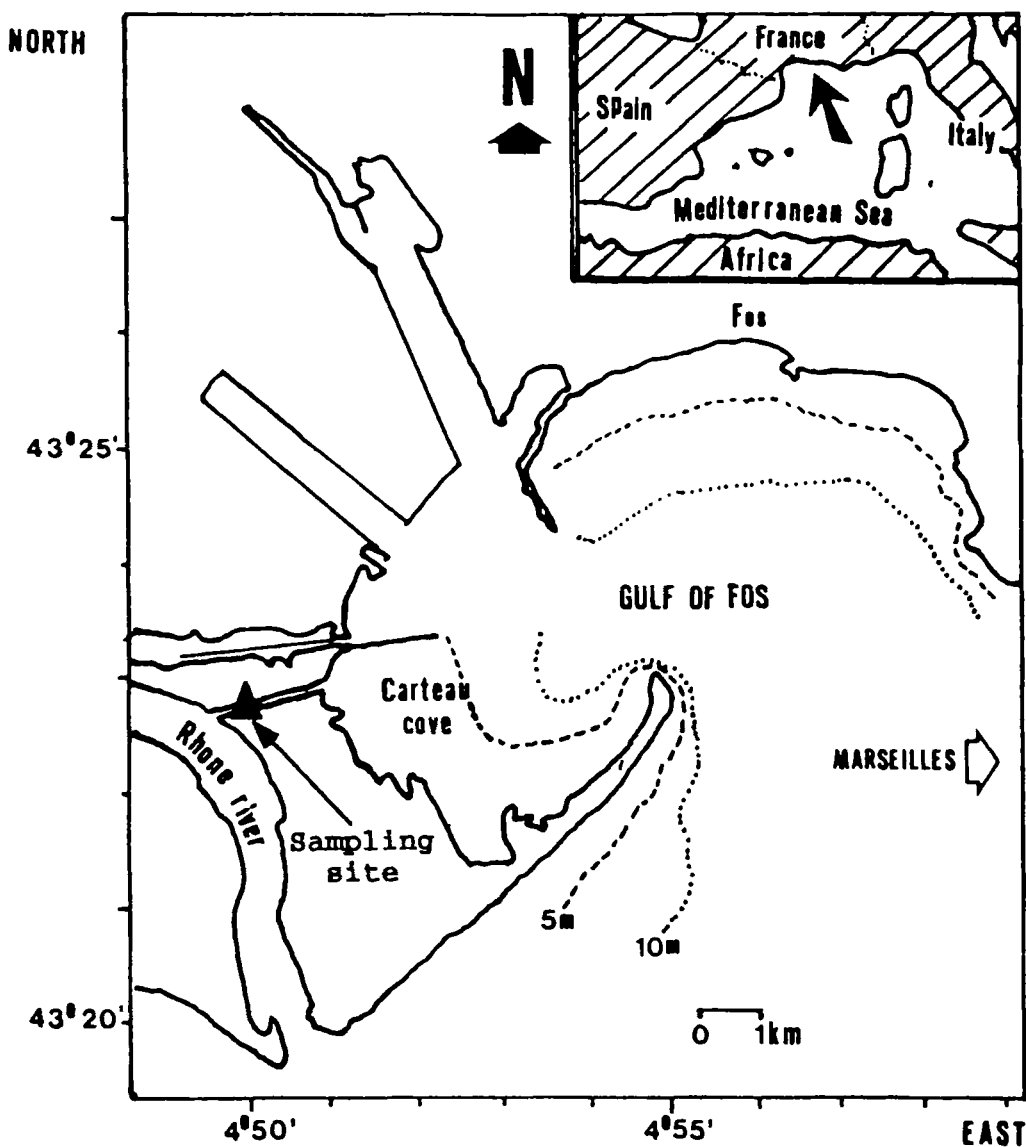 NORTH
N
France
SPain
Italy
Mediterranean Sea
Africa
Fos
43°25'
GULF OF FOS
Carteau
cove
Rhone river
MARSEILLES
Sampling
site
5m
10m
43°20'
0 1km
4°50'
4°55'
EAST